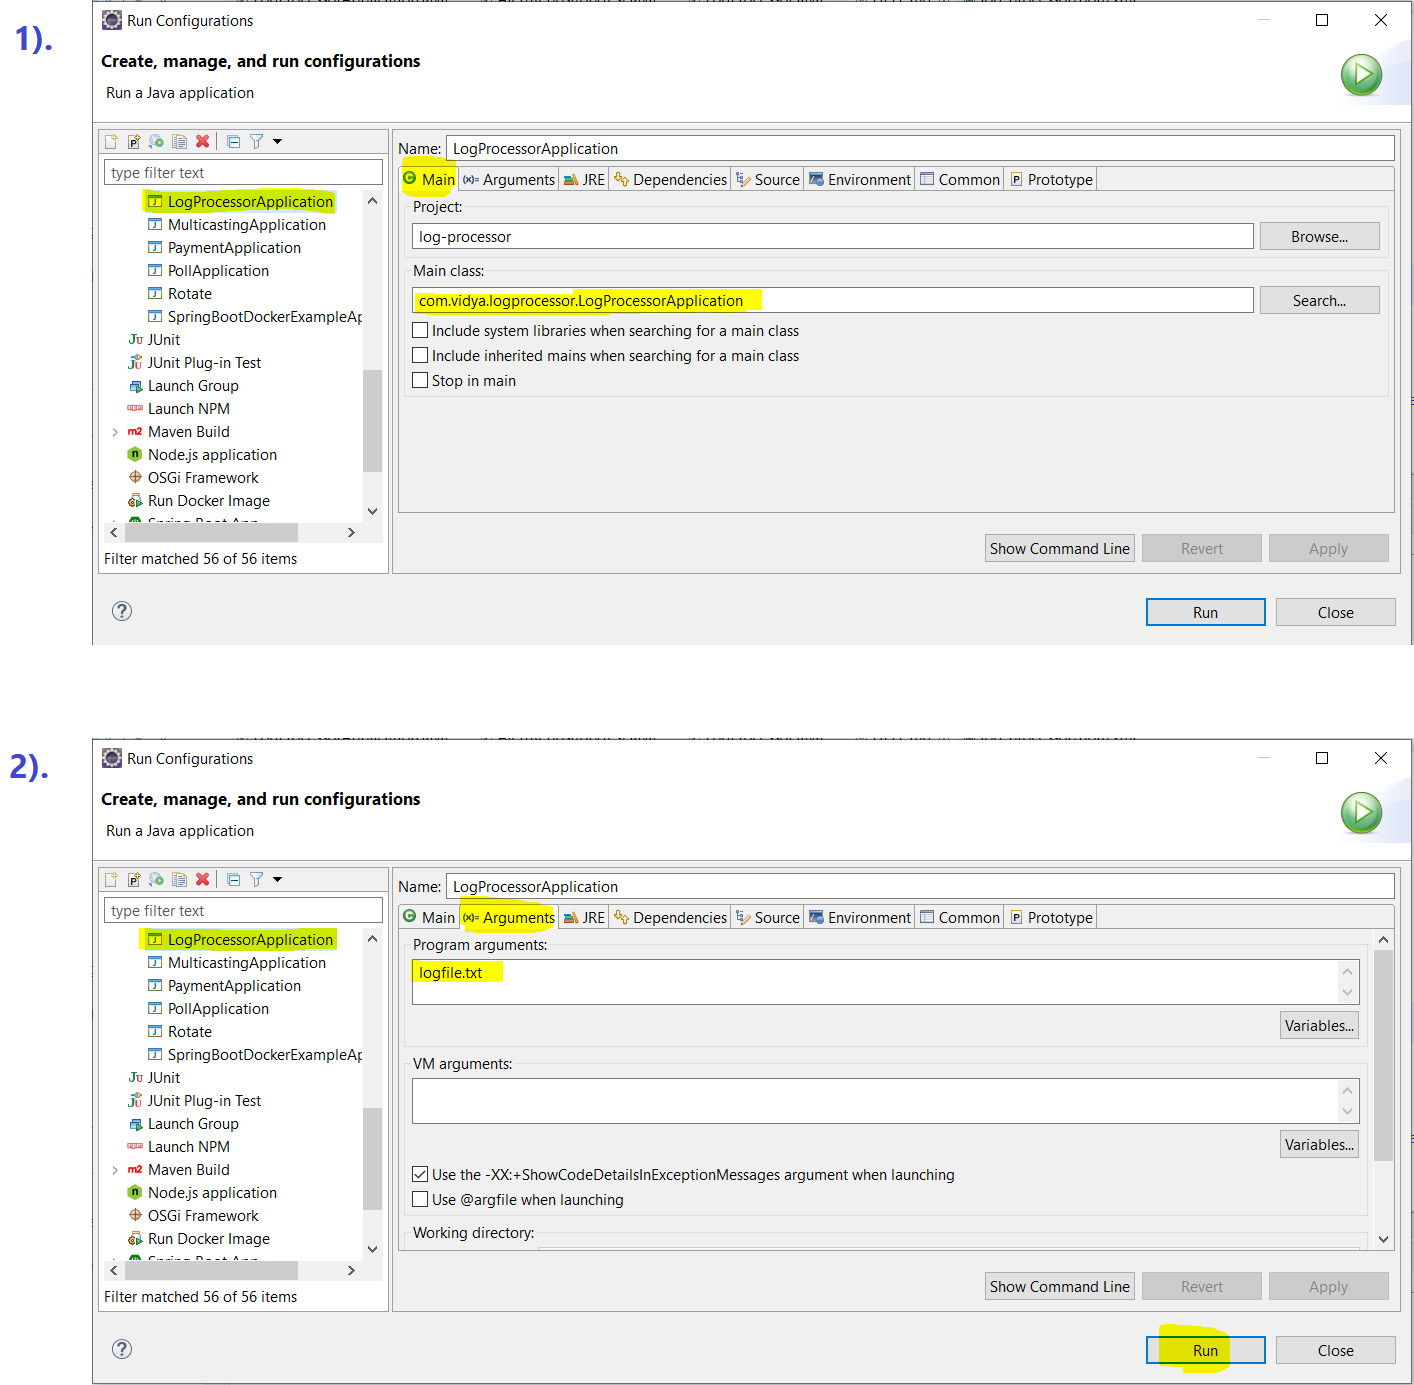 1).
Run Configurations
Create, manage, and run configurations
Run a Java application
type filter text
LogProcessorApplication
MulticastingApplication
PaymentApplication
PollApplication
Rotate
SpringBootDockerExampleAp
JUnit
JUnit Plug-in Test
Launch Group
Launch NPM
Maven Build
Node.js application
OSGi Framework
Run Docker Image
Spring Boot App
Filter matched 56 of 56 items
Name: LogProcessorApplication
Main Arguments JRE Dependencies Source Environment Common Prototype
Project:
log-processor
Browse...
Main class:
com.vidya.logprocessor.LogProcessorApplication
Search...
Include system libraries when searching for a main class
Include inherited mains when searching for a main class
Stop in main
Show Command Line Revert Apply
Run Close
2).
Run Configurations
Create, manage, and run configurations
Run a Java application
type filter text
LogProcessorApplication
MulticastingApplication
PaymentApplication
PollApplication
Rotate
SpringBootDockerExampleAp
JUnit
JUnit Plug-in Test
Launch Group
Launch NPM
Maven Build
Node.js application
OSGi Framework
Run Docker Image
Spring Boot App
Filter matched 56 of 56 items
Name: LogProcessorApplication
Main Arguments JRE Dependencies Source Environment Common Prototype
Program arguments:
logfile.txt
Variables...
VM arguments:
Variables...
Use the -XX:+ShowCodeDetailsInExceptionMessages argument when launching
Use @argfile when launching
Working directory:
Show Command Line Revert Apply
Run Close